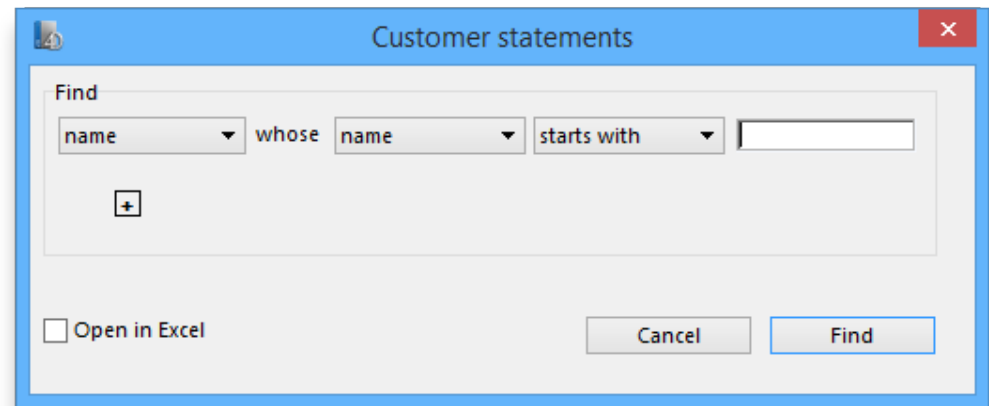 Customer statements
Find
name whose name starts with
+
Open in Excel Cancel Find